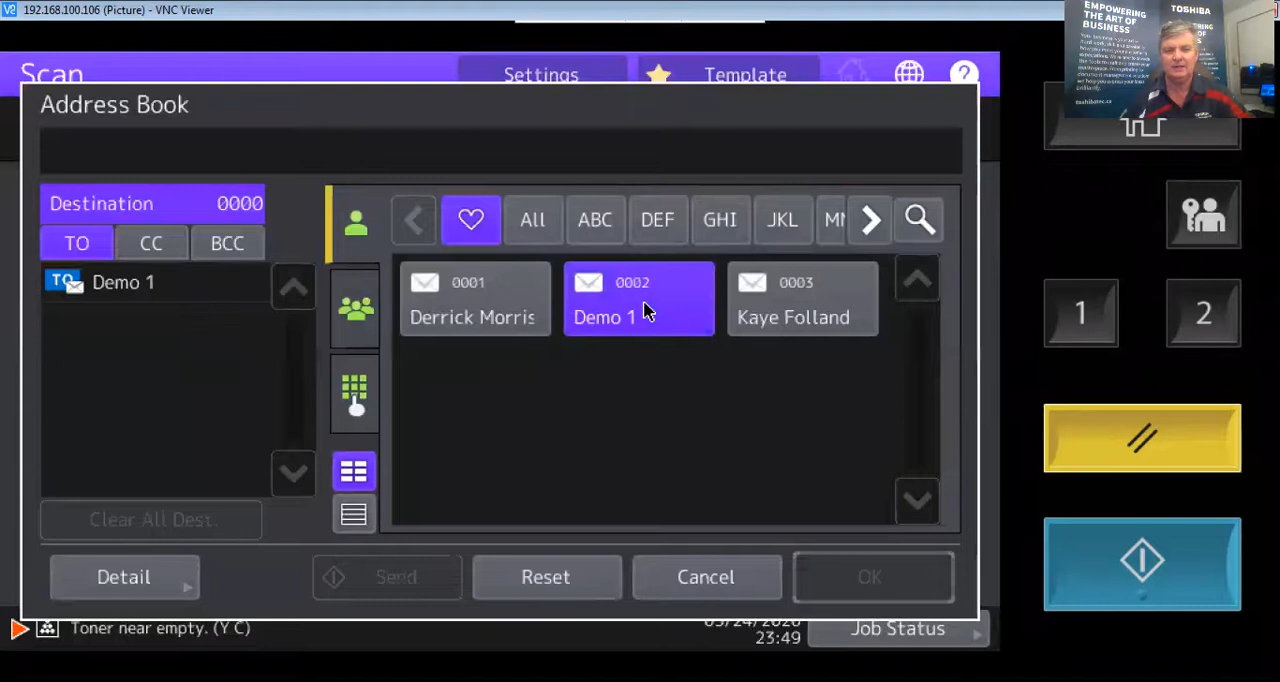 192.168.100.106 (Picture) - VNC Viewer
EMPOWERING
THE ART OF
BUSINESS
TOSHIBA
toshibatec.ca
Scan
Settings
Template
?
Address Book
Destination 0000
TO CC BCC
TO Demo 1
Clear All Dest.
All ABC DEF GHI JKL
0001
Derrick Morris
0002
Demo 1
0003
Kaye Folland
1 2
Detail
Send
Reset
Cancel
OK
Toner near empty. (Y C)
23:49
Job Status